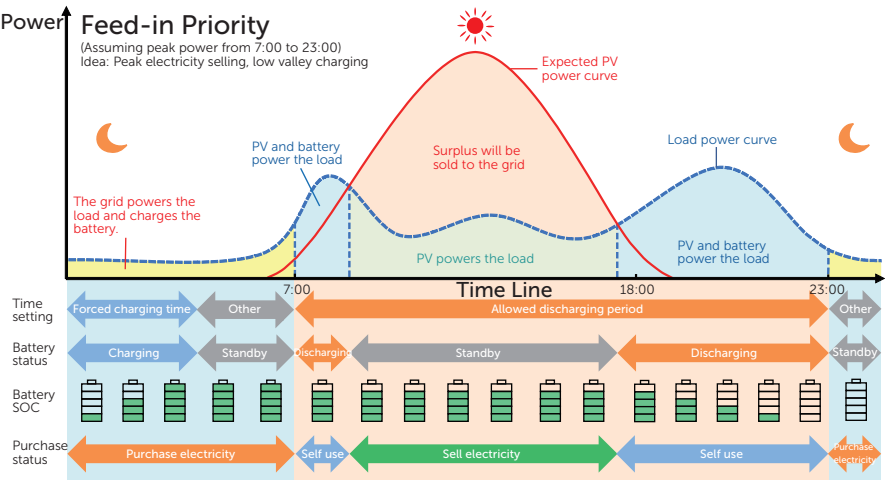 Power
Feed-in Priority
(Assuming peak power from 7:00 to 23:00)
Idea: Peak electricity selling, low valley charging
Expected PV
power curve
PV and battery
power the load
Surplus will be
sold to the grid
Load power curve
The grid powers the
load and charges the
battery.
PV powers the load
PV and battery
power the load
7:00
Time Line
18:00
23:00
Time
setting
Forced charging time
Other
Allowed discharging period
Other
Battery
status
Charging
Standby
Discharging
Standby
Discharging
Standby
Battery
SOC
Purchase
status
Purchase electricity
Self use
Sell electricity
Self use
Purchase
electricity